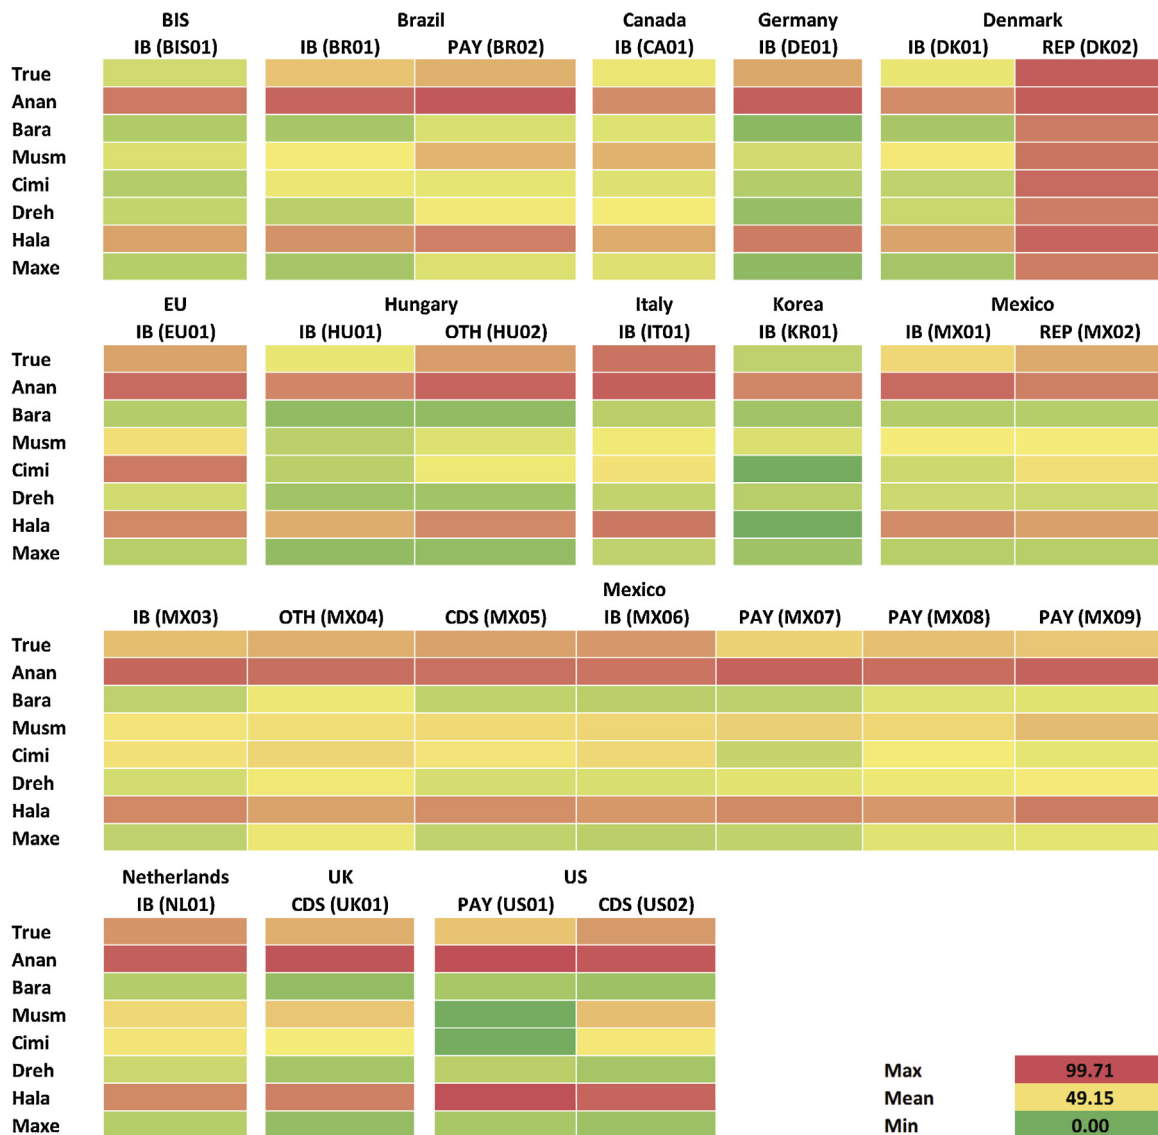 BIS Brazil Canada Germany Denmark
IB (BIS01) IB (BR01) PAY (BR02) IB (CA01) IB (DE01) IB (DK01) REP (DK02)
True
Anan
Bara
Musm
Cimi
Dreh
Hala
Maxe
EU Hungary Italy Korea Mexico
IB (EU01) IB (HU01) OTH (HU02) IB (IT01) IB (KR01) IB (MX01) REP (MX02)
True
Anan
Bara
Musm
Cimi
Dreh
Hala
Maxe
Mexico
IB (MX03) OTH (MX04) CDS (MX05) IB (MX06) PAY (MX07) PAY (MX08) PAY (MX09)
True
Anan
Bara
Musm
Cimi
Dreh
Hala
Maxe
Netherlands UK US
IB (NL01) CDS (UK01) PAY (US01) CDS (US02)
True
Anan
Bara
Musm
Cimi
Dreh
Hala
Maxe
Max 99.71
Mean 49.15
Min 0.00